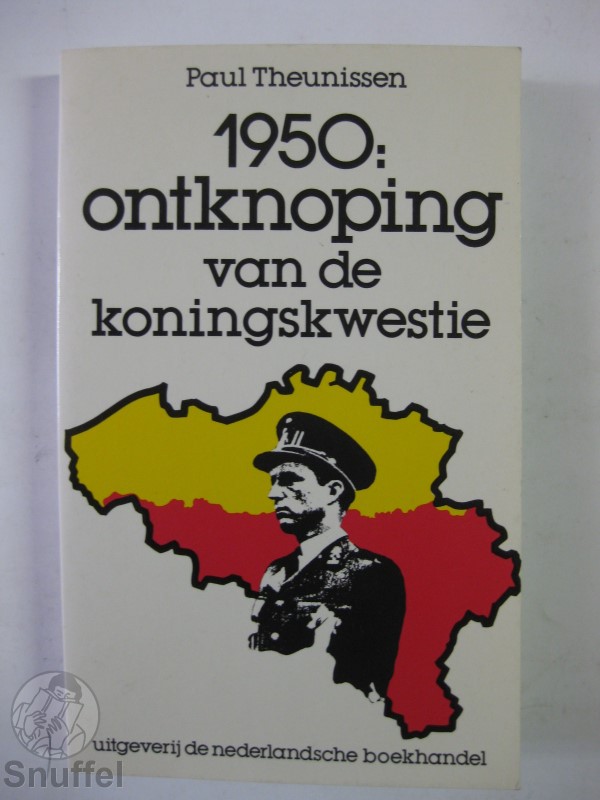 Paul Theunissen
1950:
ontknoping
van de
koningskwestie
uitgeverij de nederlandsche boekhandel
Snuffel